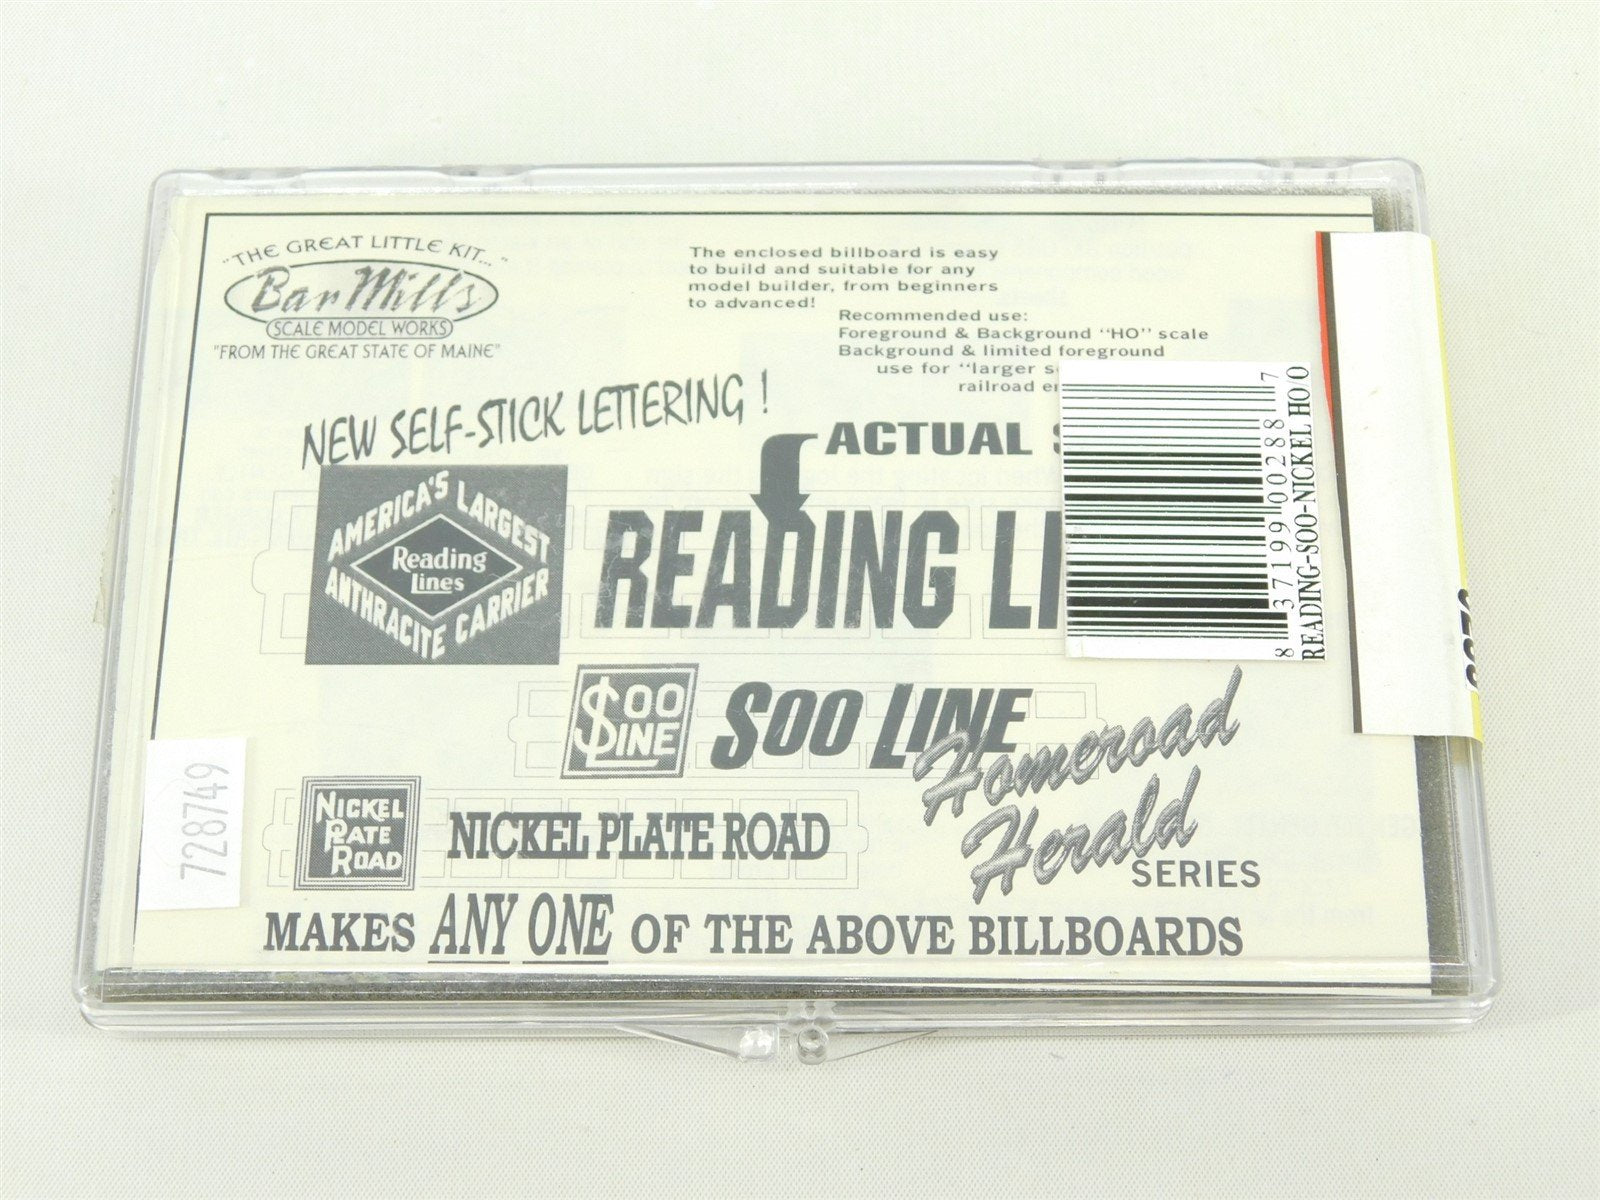 "THE GREAT LITTLE KIT... "
Bar Mills
SCALE MODEL WORKS
"FROM THE GREAT STATE OF MAINE"
The enclosed billboard is easy
to build and suitable for any
model builder, from beginners
to advanced!
Recommended use:
Foreground & Background "HO" scale
Background & limited foreground
use for "larger
railroad
NEW SELF-STICK LETTERING !
ACTUAL
AMERICA'S LARGEST
Reading
Lines
ANTHRACITE CARRIER
READING LI
8 37199 00288 7
READING-SOO-NICKEL HO/O
SOO
LINE
SOO LINE
Homeroad
Herald
SERIES
NICKEL
PLATE
ROAD
NICKEL PLATE ROAD
728749
MAKES ANY ONE OF THE ABOVE BILLBOARDS